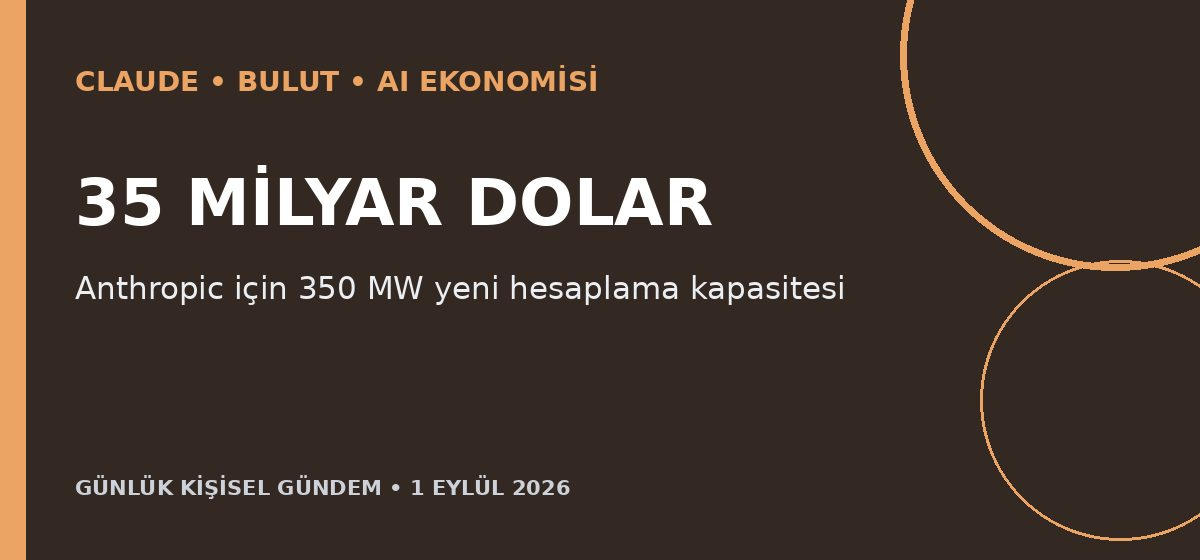 CLAUDE • BULUT • AI EKONOMİSİ
35 MİLYAR DOLAR
Anthropic için 350 MW yeni hesaplama kapasitesi
GÜNLÜK KİŞİSEL GÜNDEM • 1 EYLÜL 2026